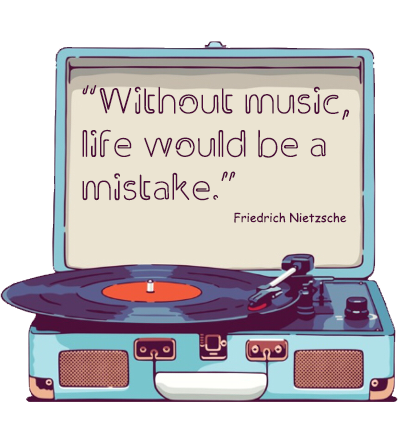 “Without music,
life would be a
mistake.”
Friedrich Nietzsche